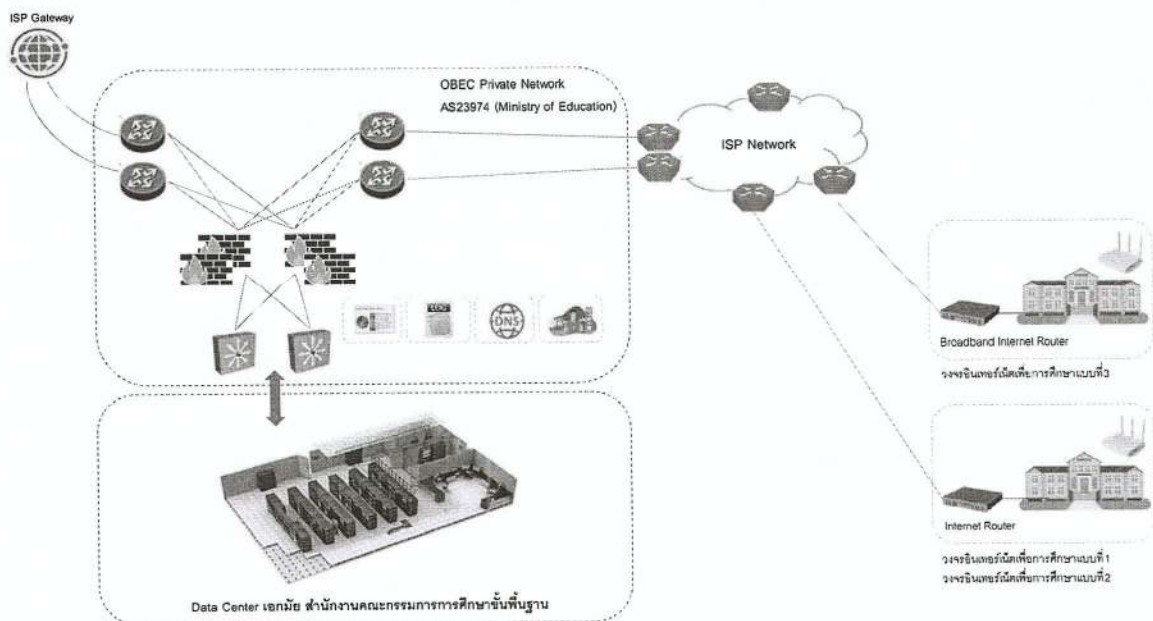 ISP Gateway
OBEC Private Network
AS23974 (Ministry of Education)
ISP Network
LOG
DNS
Broadband Internet Router
วงจรอินเทอร์เน็ตเพื่อการศึกษาแบบที่3
Internet Router
วงจรอินเทอร์เน็ตเพื่อการศึกษาแบบที่1
วงจรอินเทอร์เน็ตเพื่อการศึกษาแบบที่2
Data Center เอกมัย สำนักงานคณะกรรมการการศึกษาขั้นพื้นฐาน